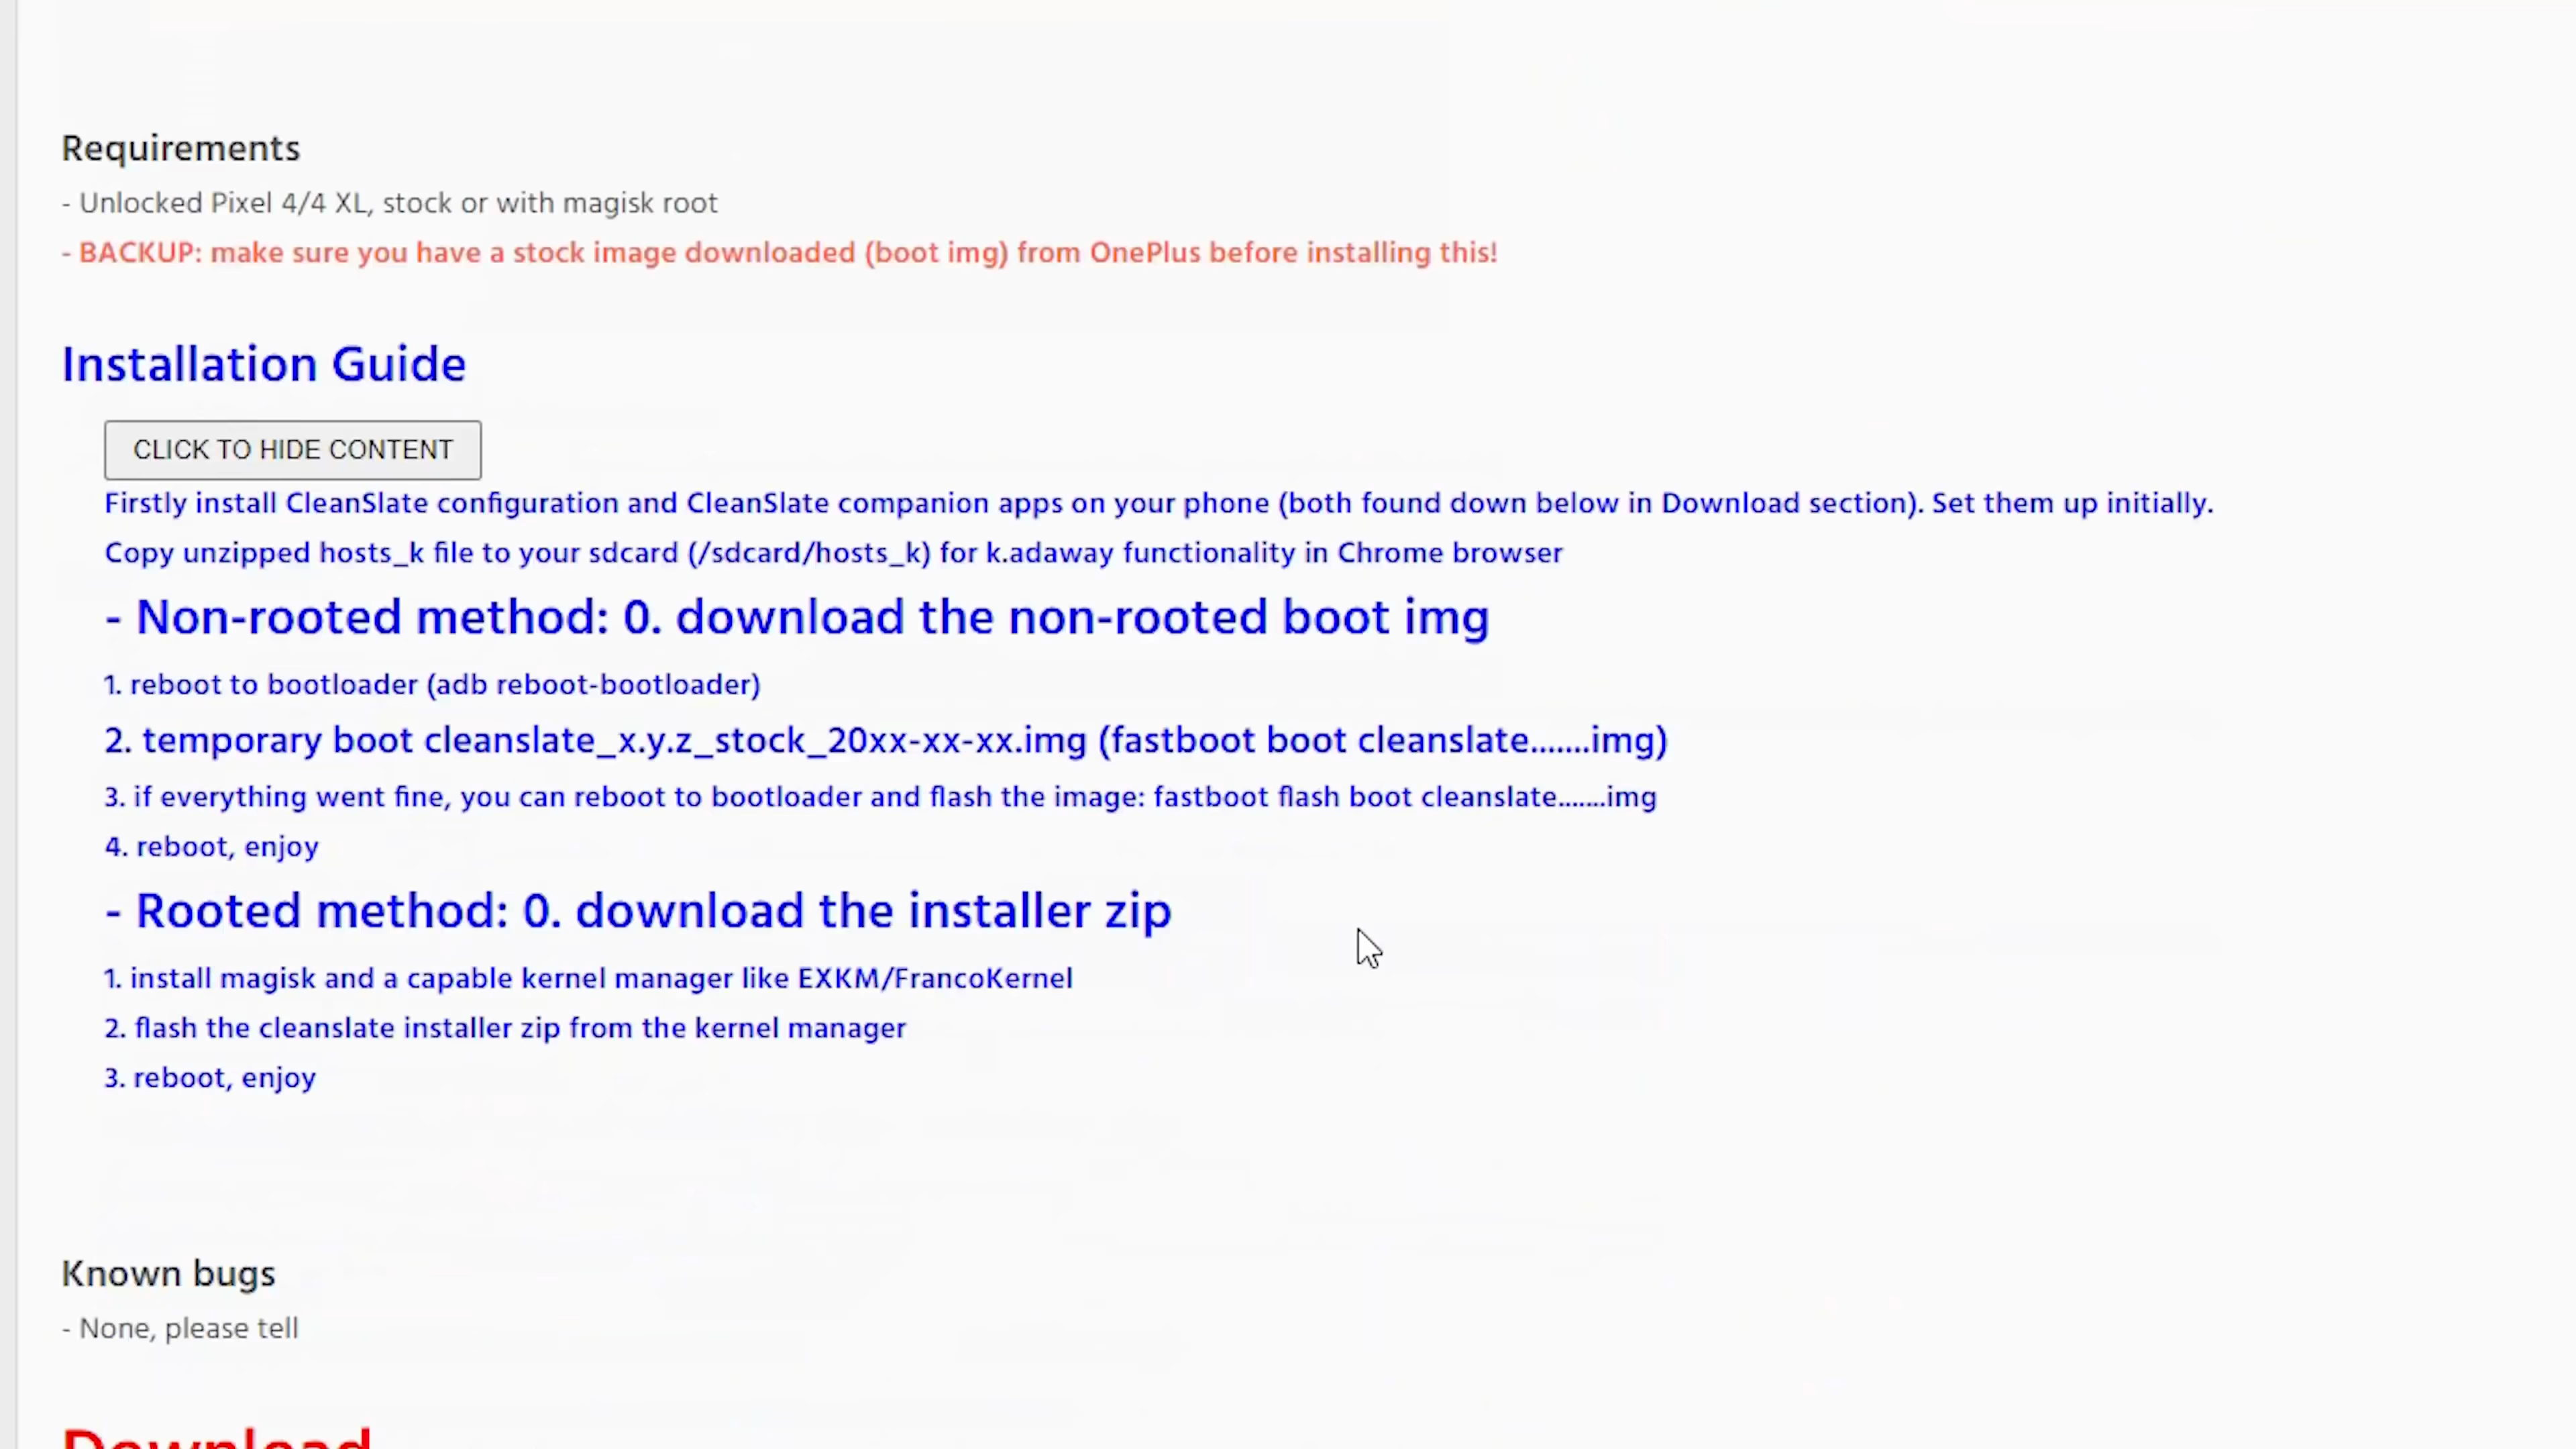 Requirements
- Unlocked Pixel 4/4 XL, stock or with magisk root
- BACKUP: make sure you have a stock image downloaded (boot img) from OnePlus before installing this!
Installation Guide
CLICK TO HIDE CONTENT
Firstly install CleanSlate configuration and CleanSlate companion apps on your phone (both found down below in Download section). Set them up initially.
Copy unzipped hosts_k file to your sdcard (/sdcard/hosts_k) for k.adaway functionality in Chrome browser
- Non-rooted method: 0. download the non-rooted boot img
1. reboot to bootloader (adb reboot-bootloader)
2. temporary boot cleanslate_x.y.z_stock_20xx-xx-xx.img (fastboot boot cleanslate.......img)
3. if everything went fine, you can reboot to bootloader and flash the image: fastboot flash boot cleanslate.......img
4. reboot, enjoy
- Rooted method: 0. download the installer zip
1. install magisk and a capable kernel manager like EXKM/FrancoKernel
2. flash the cleanslate installer zip from the kernel manager
3. reboot, enjoy
Known bugs
- None, please tell
Download